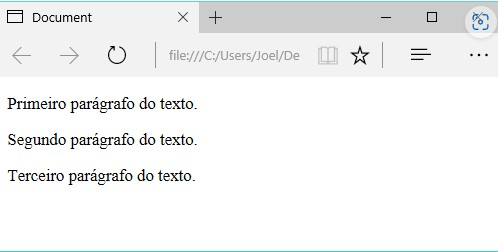 Document
file:///C:/Users/Joel/De
Primeiro parágrafo do texto.
Segundo parágrafo do texto.
Terceiro parágrafo do texto.